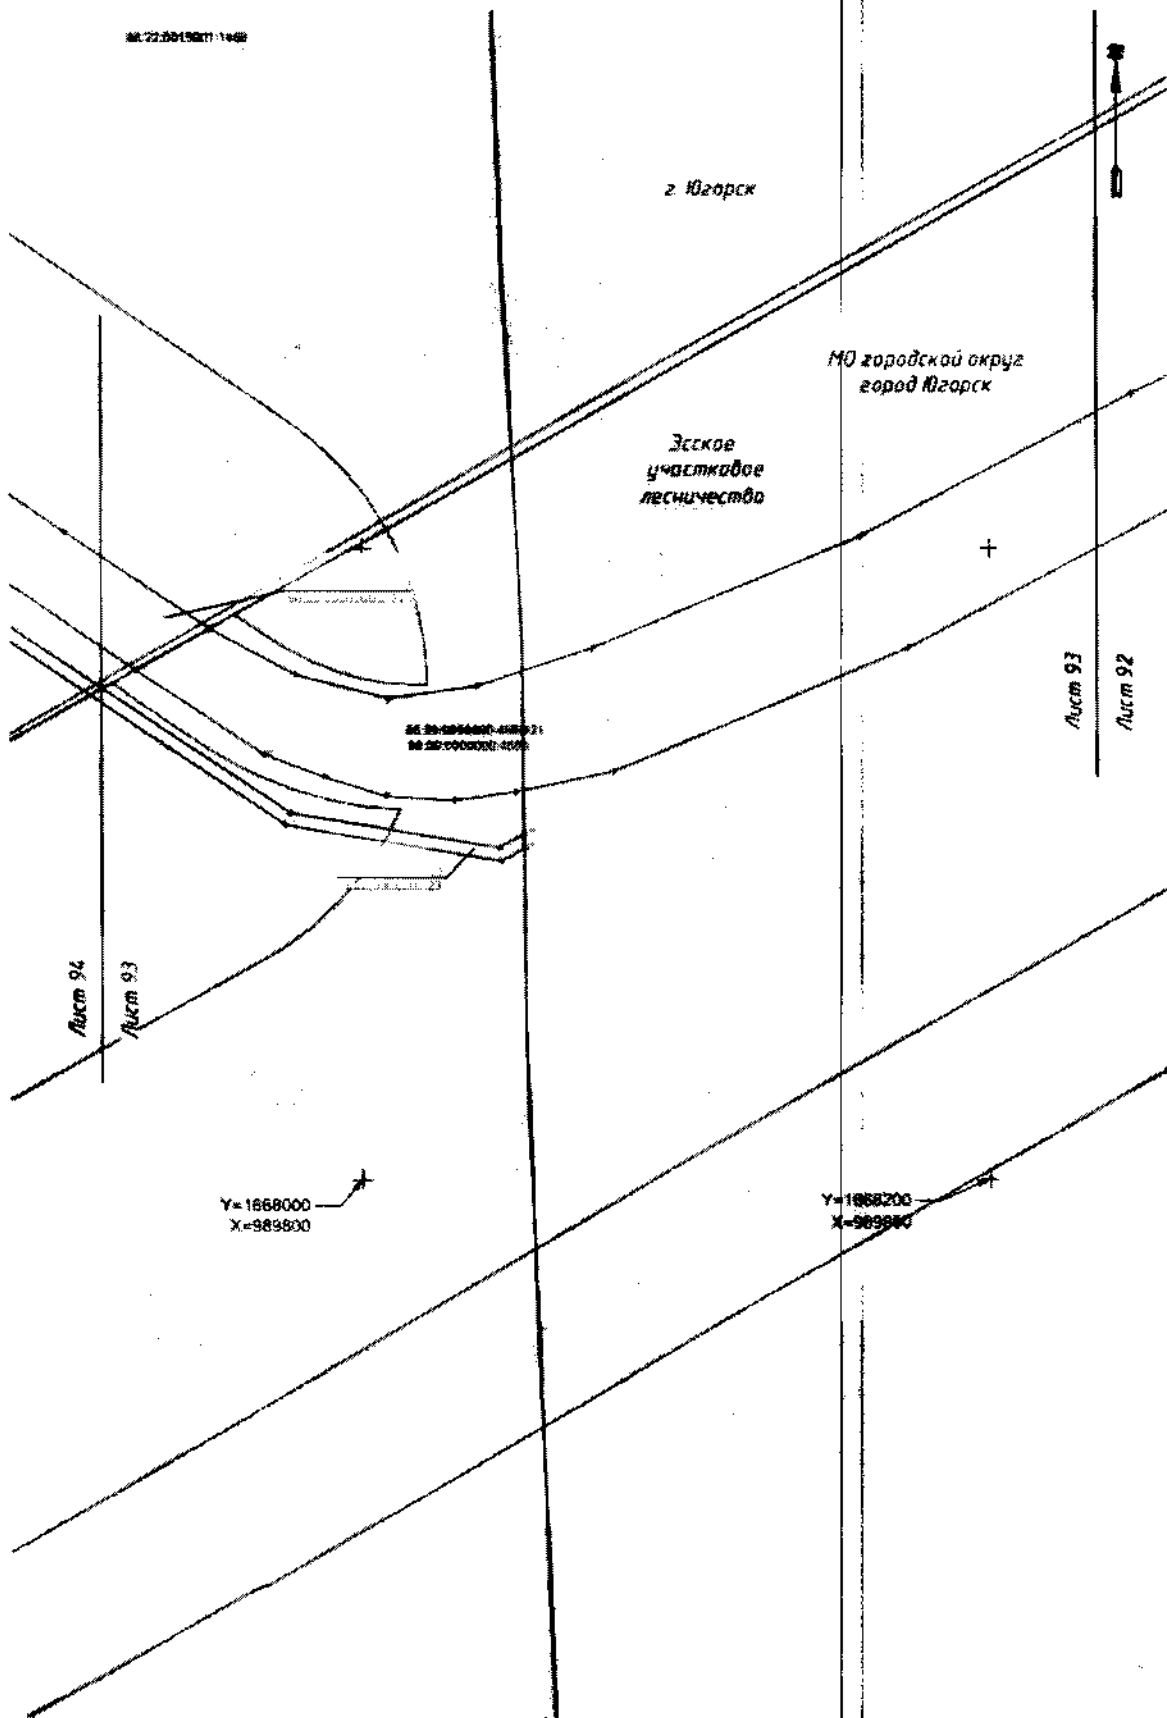 г. Югорск
МО городской округ
город Югорск
Эсское
участковое
лесничество
Лист 93
Лист 92
Лист 94
Лист 93
Y=1668000
X=989800
Y=1668200
X=989800